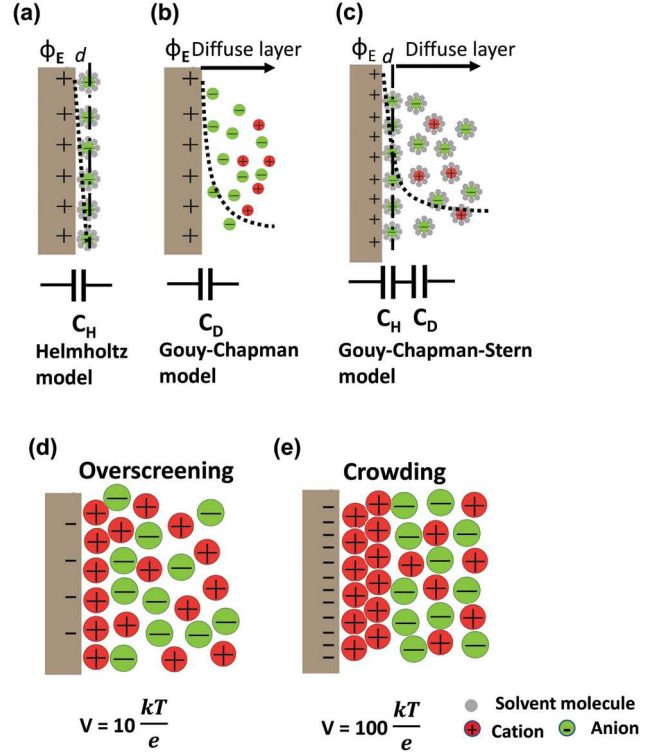 (a)
ϕE d
+
+
+
+
+
+
CH
Helmholtz
model
(b)
ϕE Diffuse layer
+
+
+
+
+
+
CD
Gouy-Chapman
model
(c)
ϕE d Diffuse layer
+
+
+
+
+
+
+
+
+
CH CD
Gouy-Chapman-Stern
model
(d)
Overscreening
V = 10 kT/e
(e)
Crowding
V = 100 kT/e
Solvent molecule
+ Cation - Anion